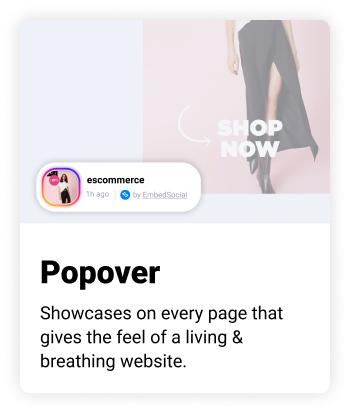 SHOP
NOW
escommerce
1h ago by EmbedSocial
Popover
Showcases on every page that
gives the feel of a living &
breathing website.